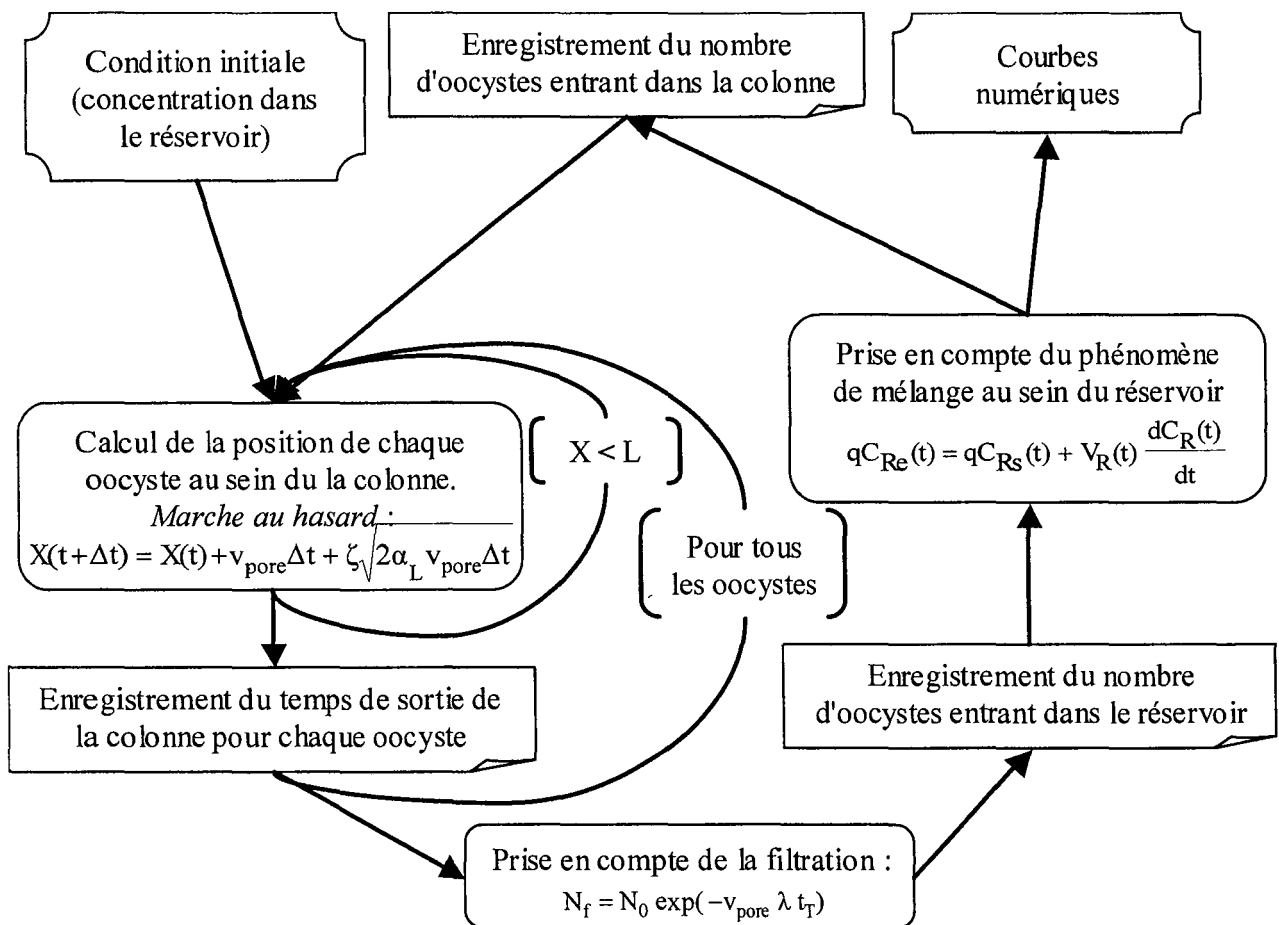 Condition initiale
(concentration dans
le réservoir)
Enregistrement du nombre
d'oocystes entrant dans la colonne
Courbes
numériques
Calcul de la position de chaque
oocyste au sein du la colonne.
Marche au hasard :
X(t+Δt) = X(t)+v_pore Δt + ζ√(2α_L v_pore Δt)
X < L
Pour tous
les oocystes
Prise en compte du phénomène
de mélange au sein du réservoir
qC_Re(t) = qC_Rs(t) + V_R(t) dC_R(t)/dt
Enregistrement du temps de sortie de
la colonne pour chaque oocyste
Enregistrement du nombre
d'oocystes entrant dans le réservoir
Prise en compte de la filtration :
N_f = N_0 exp(−v_pore λ t_T)